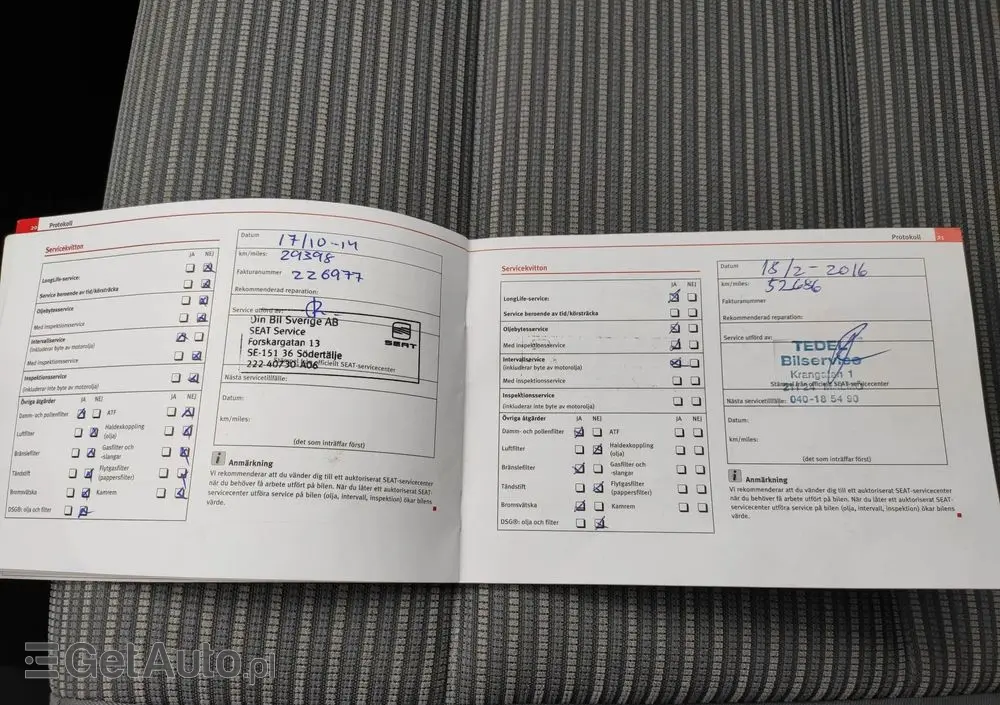 20 Protokoll
Servicekvitton
JA NEJ
LongLife-service:
Service beroende av tid/körsträcka
Oljebytesservice
Med inspektionsservice
Intervallservice
(inkluderar byte av motorolja)
Med inspektionsservice
Inspektionsservice
(inkluderar inte byte av motorolja)
Övriga åtgärder JA NEJ JA NEJ
Damm- och pollenfilter ATF
Luftfilter Haldexkoppling
(olja)
Bränslefilter Gasfilter och
-slangar
Tändstift Flytgasfilter
(pappersfilter)
Bromsvätska Kamrem
DSG®: olja och filter
Datum 17/10-14
km/miles: 29398
Fakturanummer 226977
Rekommenderad reparation:
Service utförd av:
Din Bil Sverige AB
SEAT Service
Forskargatan 13
SE-151 36 Södertälje
222 40730 A06
SEAT
Stämpel från officiellt SEAT-servicecenter
Nästa servicetillfälle:
Datum:
km/miles:
(det som inträffar först)
i Anmärkning
Vi rekommenderar att du vänder dig till ett auktoriserat SEAT-servicecenter
när du behöver få arbete utfört på bilen. När du låter ett auktoriserat SEAT-
servicecenter utföra service på bilen (olja, intervall, inspektion) ökar bilens
värde.
Protokoll 21
Servicekvitton
JA NEJ
LongLife-service:
Service beroende av tid/körsträcka
Oljebytesservice
Med inspektionsservice
Intervallservice
(inkluderar byte av motorolja)
Med inspektionsservice
Inspektionsservice
(inkluderar inte byte av motorolja)
Övriga åtgärder JA NEJ JA NEJ
Damm- och pollenfilter ATF
Luftfilter Haldexkoppling
(olja)
Bränslefilter Gasfilter och
-slangar
Tändstift Flytgasfilter
(pappersfilter)
Bromsvätska Kamrem
DSG®: olja och filter
Datum 18/2-2016
km/miles: 52686
Fakturanummer
Rekommenderad reparation:
Service utförd av:
Bilservice
1
Stämpel från officiellt SEAT-servicecenter
Nästa servicetillfälle: 040-18 54 90
Datum:
km/miles:
(det som inträffar först)
i Anmärkning
Vi rekommenderar att du vänder dig till ett auktoriserat SEAT-servicecenter
när du behöver få arbete utfört på bilen. När du låter ett auktoriserat SEAT-
servicecenter utföra service på bilen (olja, intervall, inspektion) ökar bilens
värde.
GetAuto.pl